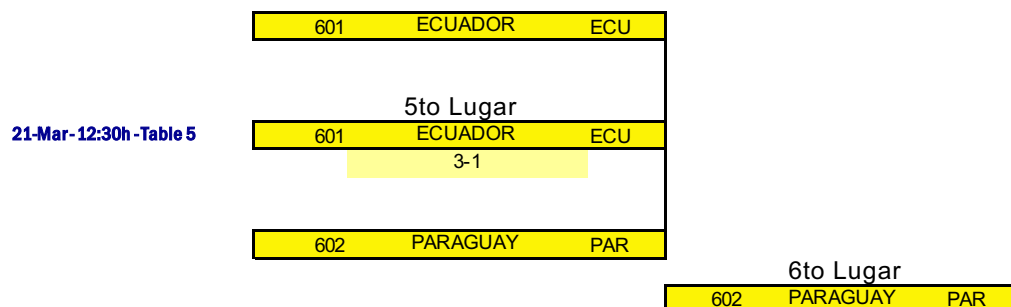 601 ECUADOR ECU
5to Lugar
21-Mar-12:30h -Table 5
601 ECUADOR ECU
3-1
602 PARAGUAY PAR
6to Lugar
602 PARAGUAY PAR